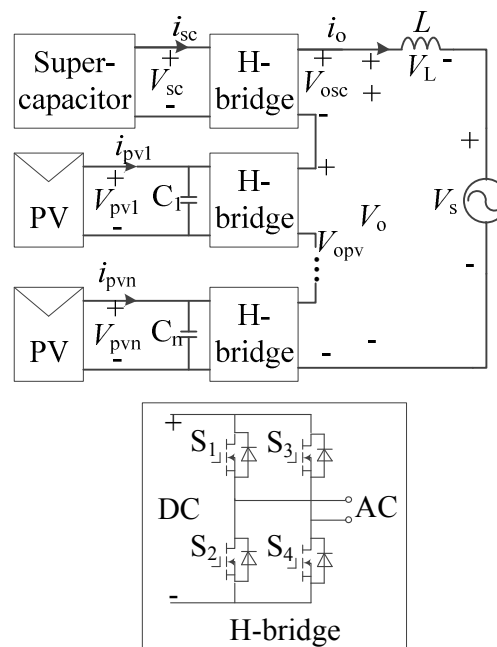 i_sc
i_o
L
Super-
capacitor
+
V_sc
-
H-
bridge
+
V_osc
-
+
+
V_L
-
i_pv1
PV
+
V_pv1
-
C_1
H-
bridge
+
V_opv
-
V_o
-
+
V_s
-
i_pvn
PV
+
V_pvn
-
C_n
H-
bridge
+
S_1
S_3
DC
AC
S_2
S_4
-
H-bridge